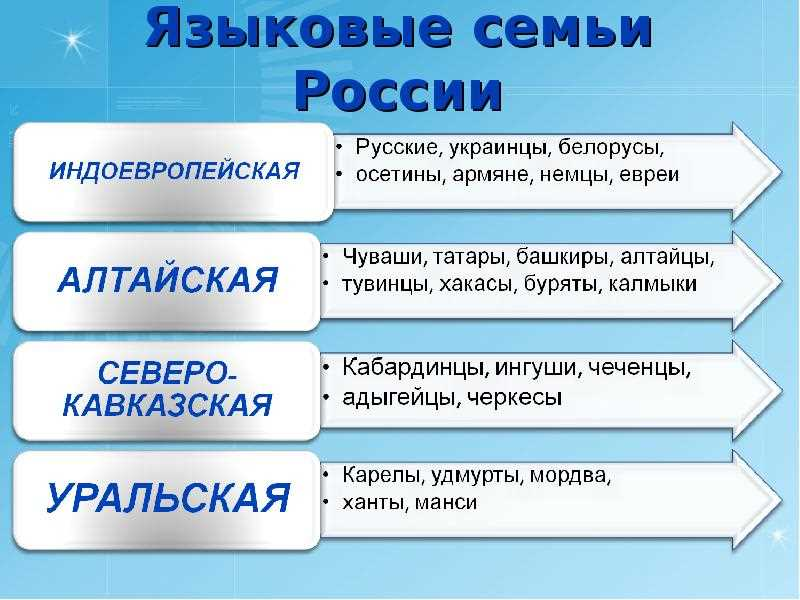 Языковые семьи
России
ИНДОЕВРОПЕЙСКАЯ
• Русские, украинцы, белорусы,
• осетины, армяне, немцы, евреи
АЛТАЙСКАЯ
• Чуваши, татары, башкиры, алтайцы,
• тувинцы, хакасы, буряты, калмыки
СЕВЕРО-
КАВКАЗСКАЯ
• Кабардинцы, ингуши, чеченцы,
• адыгейцы, черкесы
УРАЛЬСКАЯ
• Карелы, удмурты, мордва,
• ханты, манси